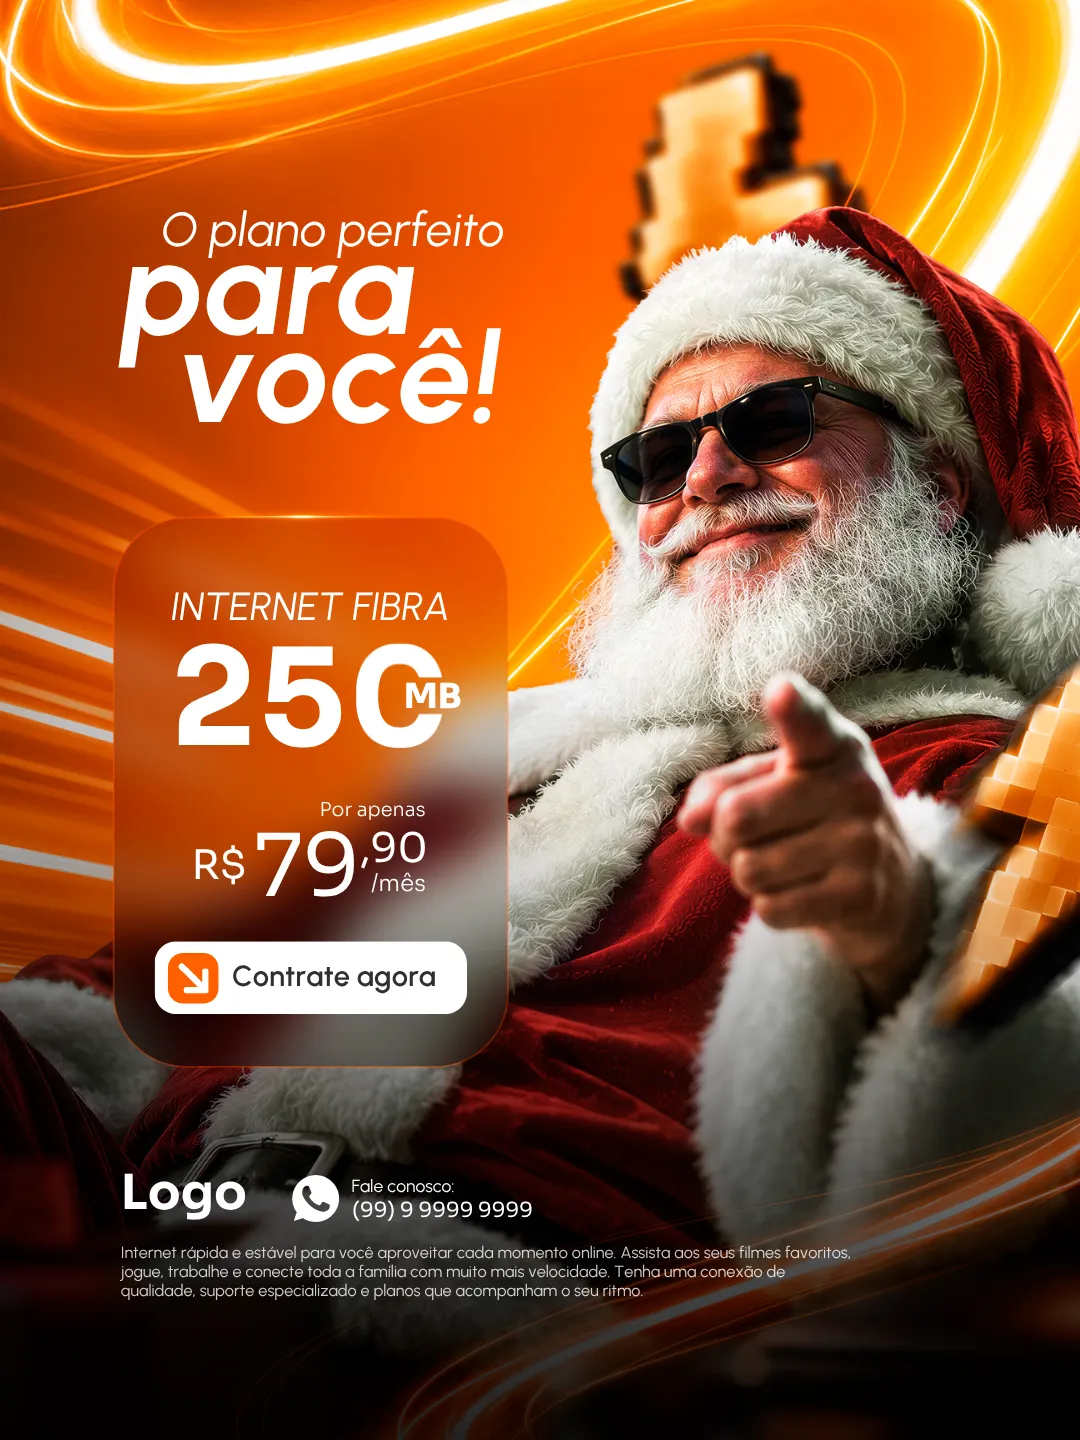 O plano perfeito
para
você!
INTERNET FIBRA
250
MB
Por apenas
R$ 79,90
/mês
Contrate agora
Logo
Fale conosco:
(99) 9 9999 9999
Internet rápida e estável para você aproveitar cada momento online. Assista aos seus filmes favoritos,
jogue, trabalhe e conecte toda a família com muito mais velocidade. Tenha uma conexão de
qualidade, suporte especializado e planos que acompanham o seu ritmo.